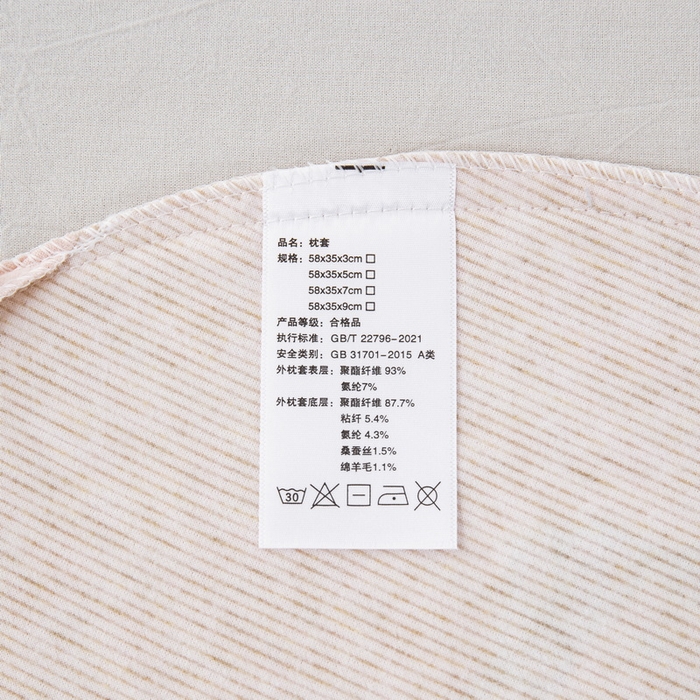 品名：枕套
规格：58x35x3cm □
58x35x5cm □
58x35x7cm □
58x35x9cm □
产品等级：合格品
执行标准：GB/T 22796-2021
安全类别：GB 31701-2015 A类
外枕套表层：聚酯纤维 93%
氨纶7%
外枕套底层：聚酯纤维 87.7%
粘纤 5.4%
氨纶 4.3%
桑蚕丝1.5%
绵羊毛1.1%
30